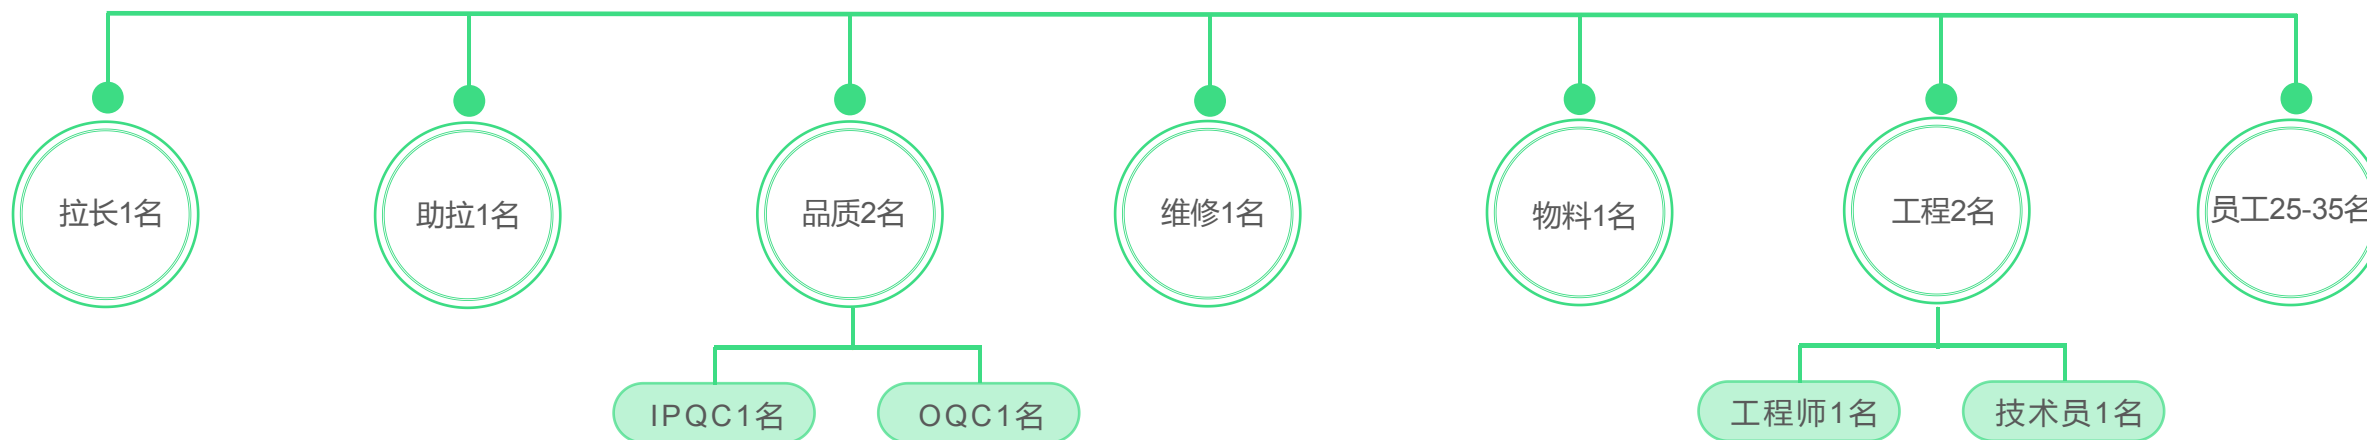 拉长1名
助拉1名
品质2名
维修1名
物料1名
工程2名
员工25-35名
IPQC1名
OQC1名
工程师1名
技术员1名